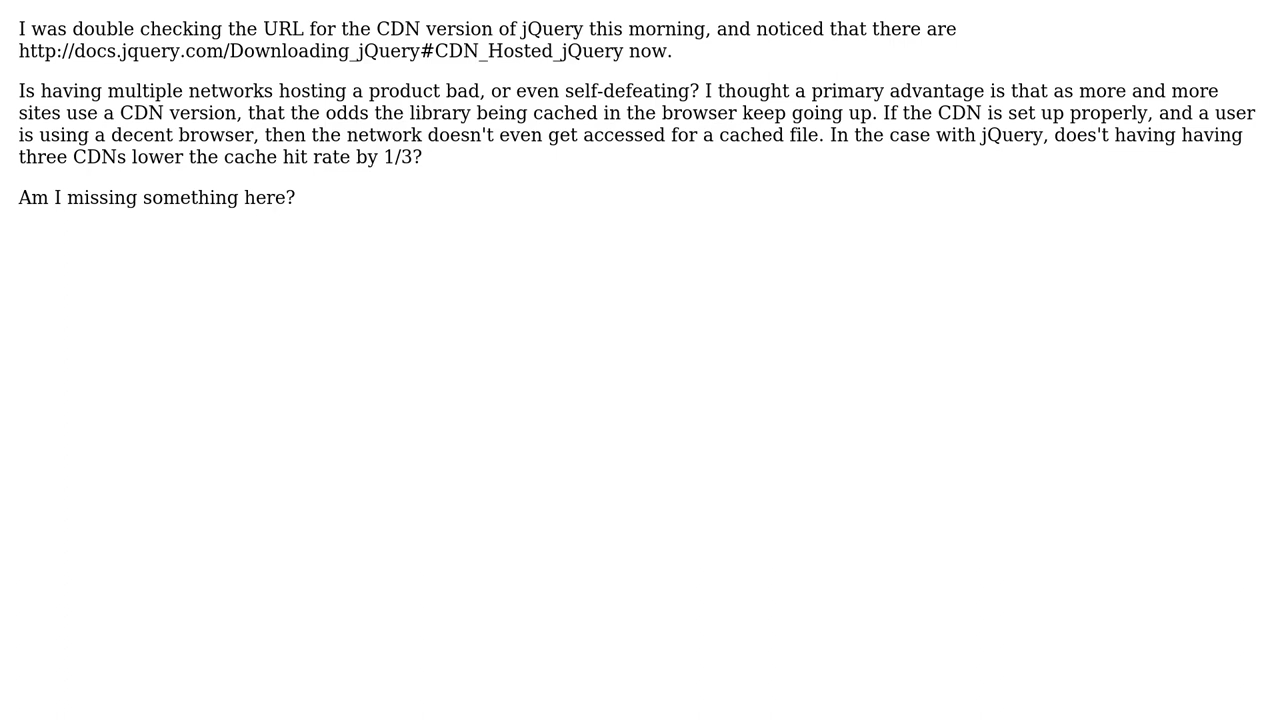 I was double checking the URL for the CDN version of jQuery this morning, and noticed that there are
http://docs.jquery.com/Downloading_jQuery#CDN_Hosted_jQuery now.
Is having multiple networks hosting a product bad, or even self-defeating? I thought a primary advantage is that as more and more
sites use a CDN version, that the odds the library being cached in the browser keep going up. If the CDN is set up properly, and a user
is using a decent browser, then the network doesn't even get accessed for a cached file. In the case with jQuery, does't having having
three CDNs lower the cache hit rate by 1/3?
Am I missing something here?